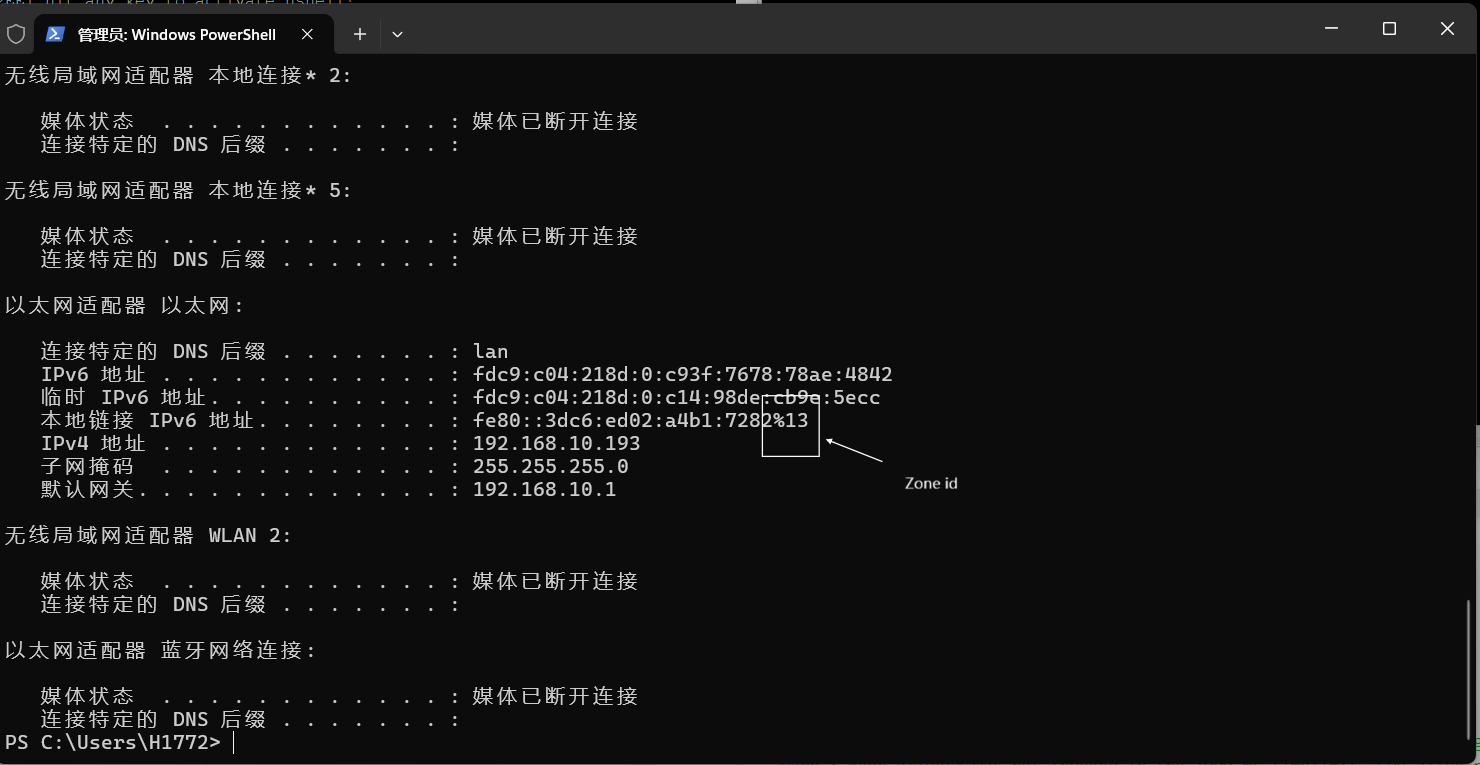 管理员: Windows PowerShell
无线局域网适配器 本地连接* 2:
媒体状态  . . . . . . . . . . . . : 媒体已断开连接
连接特定的 DNS 后缀 . . . . . . . :
无线局域网适配器 本地连接* 5:
媒体状态  . . . . . . . . . . . . : 媒体已断开连接
连接特定的 DNS 后缀 . . . . . . . :
以太网适配器 以太网:
连接特定的 DNS 后缀 . . . . . . . : lan
IPv6 地址 . . . . . . . . . . . . : fdc9:c04:218d:0:c93f:7678:78ae:4842
临时 IPv6 地址. . . . . . . . . . : fdc9:c04:218d:0:c14:98de:cb9e:5ecc
本地链接 IPv6 地址. . . . . . . . : fe80::3dc6:ed02:a4b1:7282%13
IPv4 地址 . . . . . . . . . . . . : 192.168.10.193
子网掩码  . . . . . . . . . . . . : 255.255.255.0
Zone id
默认网关. . . . . . . . . . . . . : 192.168.10.1
无线局域网适配器 WLAN 2:
媒体状态  . . . . . . . . . . . . : 媒体已断开连接
连接特定的 DNS 后缀 . . . . . . . :
以太网适配器 蓝牙网络连接:
媒体状态  . . . . . . . . . . . . : 媒体已断开连接
连接特定的 DNS 后缀 . . . . . . . :
PS C:\Users\H1772>